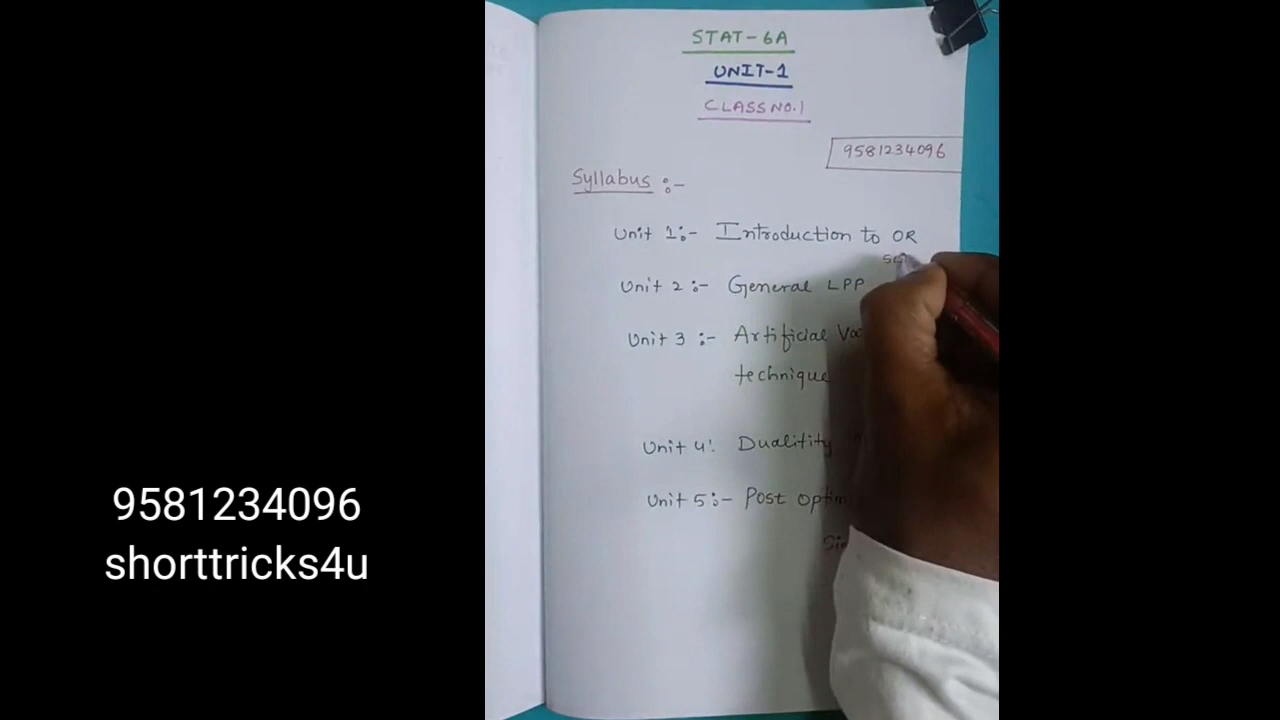 STAT-6A
UNIT-1
CLASS NO.1
9581234096
Syllabus :-
Unit 1:- Introduction to OR
Unit 2 :- General LPP
Unit 3 :- Artificial
technique
Unit 4: Dualitity
Unit 5:- Post
9581234096
shorttricks4u